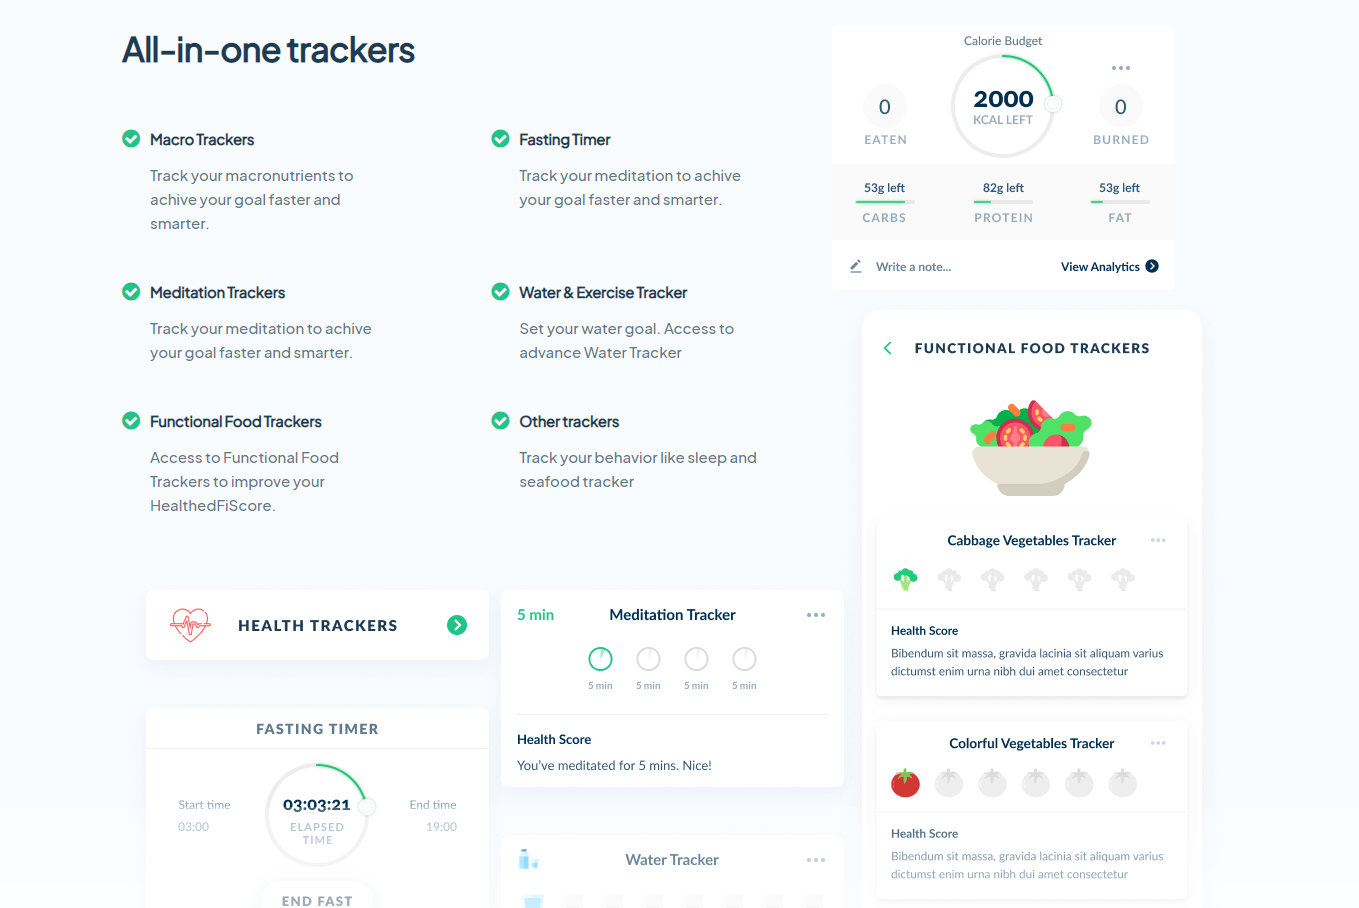 All-in-one trackers
Macro Trackers
Track your macronutrients to
achive your goal faster and
smarter.
Fasting Timer
Track your meditation to achive
your goal faster and smarter.
Meditation Trackers
Track your meditation to achive
your goal faster and smarter.
Water & Exercise Tracker
Set your water goal. Access to
advance Water Tracker
Functional Food Trackers
Access to Functional Food
Trackers to improve your
HealthedFiScore.
Other trackers
Track your behavior like sleep and
seafood tracker
Calorie Budget
0
EATEN
2000
KCAL LEFT
0
BURNED
53g left
CARBS
82g left
PROTEIN
53g left
FAT
Write a note...
View Analytics
FUNCTIONAL FOOD TRACKERS
Cabbage Vegetables Tracker
Health Score
Bibendum sit massa, gravida lacinia sit aliquam varius
dictumst enim urna nibh dui amet consectetur
Colorful Vegetables Tracker
Health Score
Bibendum sit massa, gravida lacinia sit aliquam varius
dictumst enim urna nibh dui amet consectetur
HEALTH TRACKERS
FASTING TIMER
Start time
03:00
03:03:21
ELAPSED
TIME
End time
19:00
END FAST
5 min
Meditation Tracker
5 min
5 min
5 min
5 min
Health Score
You've meditated for 5 mins. Nice!
Water Tracker